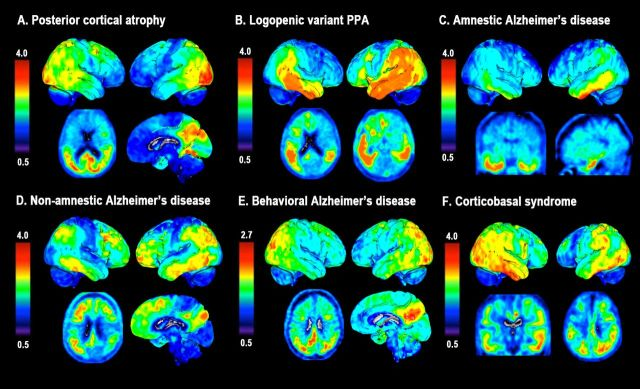 A. Posterior cortical atrophy
B. Logopenic variant PPA
C. Amnestic Alzheimer's disease
4.0
4.0
4.0
0.5
0.5
0.5
D. Non-amnestic Alzheimer's disease
E. Behavioral Alzheimer's disease
F. Corticobasal syndrome
4.0
2.7
4.0
0.5
0.5
0.5